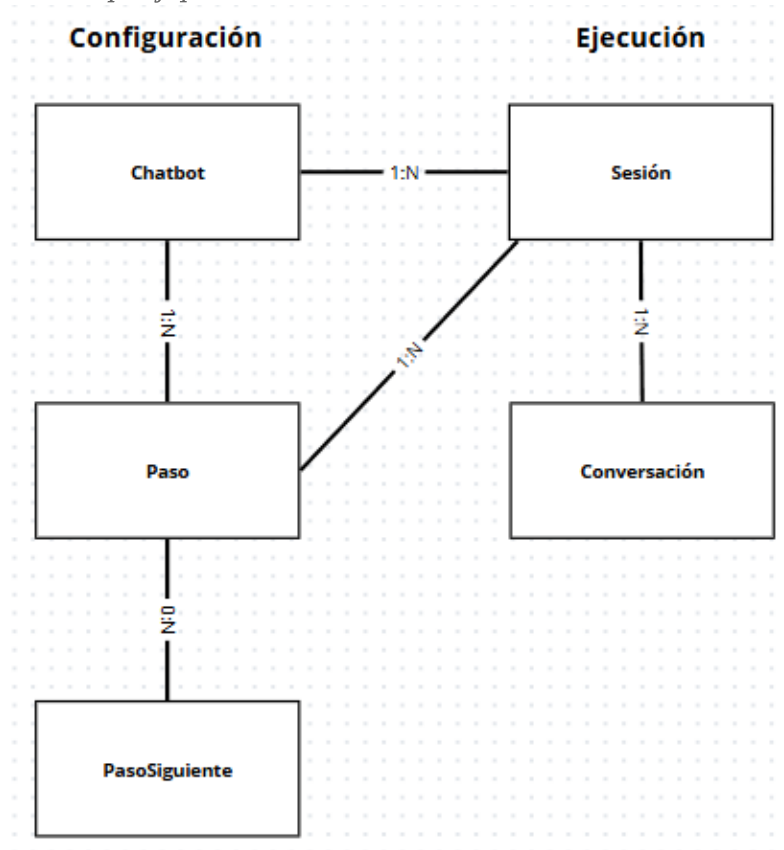 Configuración
Ejecución
Chatbot
1:N
Sesión
1:N
1:N
1:N
Paso
Conversación
0:N
PasoSiguiente